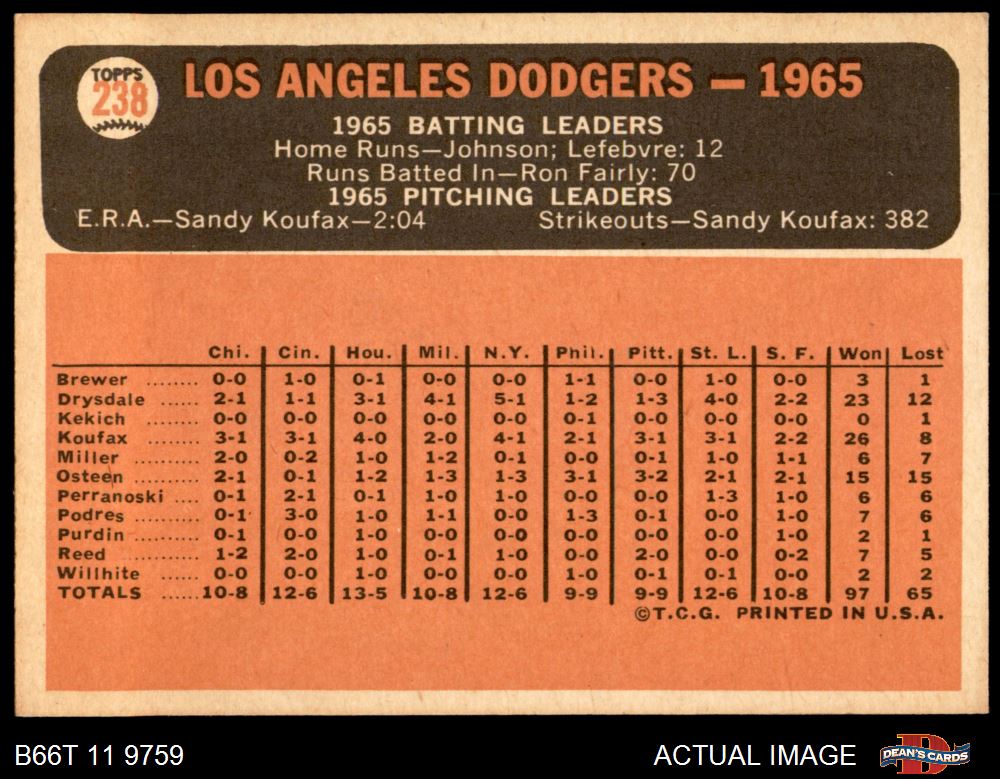 TOPPS
238
LOS ANGELES DODGERS — 1965
1965 BATTING LEADERS
Home Runs—Johnson; Lefebvre: 12
Runs Batted In—Ron Fairly: 70
1965 PITCHING LEADERS
E.R.A.—Sandy Koufax—2:04 Strikeouts—Sandy Koufax: 382
Chi. Cin. Hou. Mil. N.Y. Phil. Pitt. St. L. S. F. Won Lost
Brewer ........ 0-0 1-0 0-1 0-0 0-0 1-1 0-0 1-0 0-0 3 1
Drysdale ...... 2-1 1-1 3-1 4-1 5-1 1-2 1-3 4-0 2-2 23 12
Kekich ......... 0-0 0-0 0-0 0-0 0-0 0-1 0-0 0-0 0-0 0 1
Koufax ......... 3-1 3-1 4-0 2-0 4-1 2-1 3-1 3-1 2-2 26 8
Miller .......... 2-0 0-2 1-0 1-2 0-1 0-0 0-1 1-0 1-1 6 7
Osteen ......... 2-1 0-1 1-2 1-3 1-3 3-1 3-2 2-1 2-1 15 15
Perranoski .... 0-1 2-1 0-1 1-0 1-0 0-0 0-0 1-3 1-0 6 6
Podres .......... 0-1 3-0 1-0 1-1 0-0 1-3 0-1 0-0 1-0 7 6
Purdin .......... 0-1 0-0 1-0 0-0 0-0 0-0 0-0 0-0 1-0 2 1
Reed ............ 1-2 2-0 1-0 0-1 1-0 0-0 2-0 0-0 0-2 7 5
Willhite ...... 0-0 0-0 1-0 0-0 0-0 1-0 0-1 0-1 0-0 2 2
TOTALS ...... 10-8 12-6 13-5 10-8 12-6 9-9 9-9 12-6 10-8 97 65
©T.C.G. PRINTED IN U.S.A.
B66T 11 9759 ACTUAL IMAGE DEAN'S CARDS